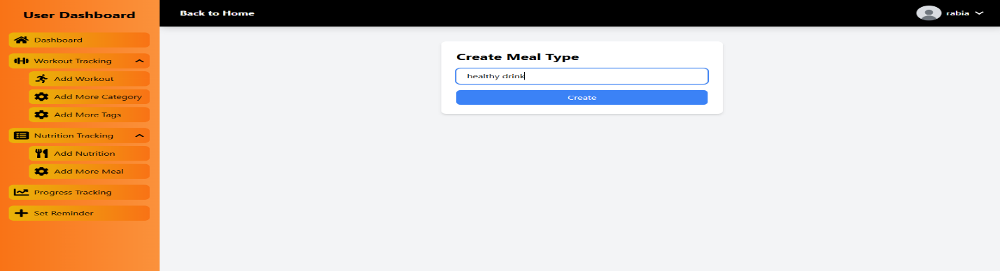 User Dashboard
Dashboard
Workout Tracking
Add Workout
Add More Category
Add More Tags
Nutrition Tracking
Add Nutrition
Add More Meal
Progress Tracking
Set Reminder
Back to Home
rabia
Create Meal Type
healthy drink
Create